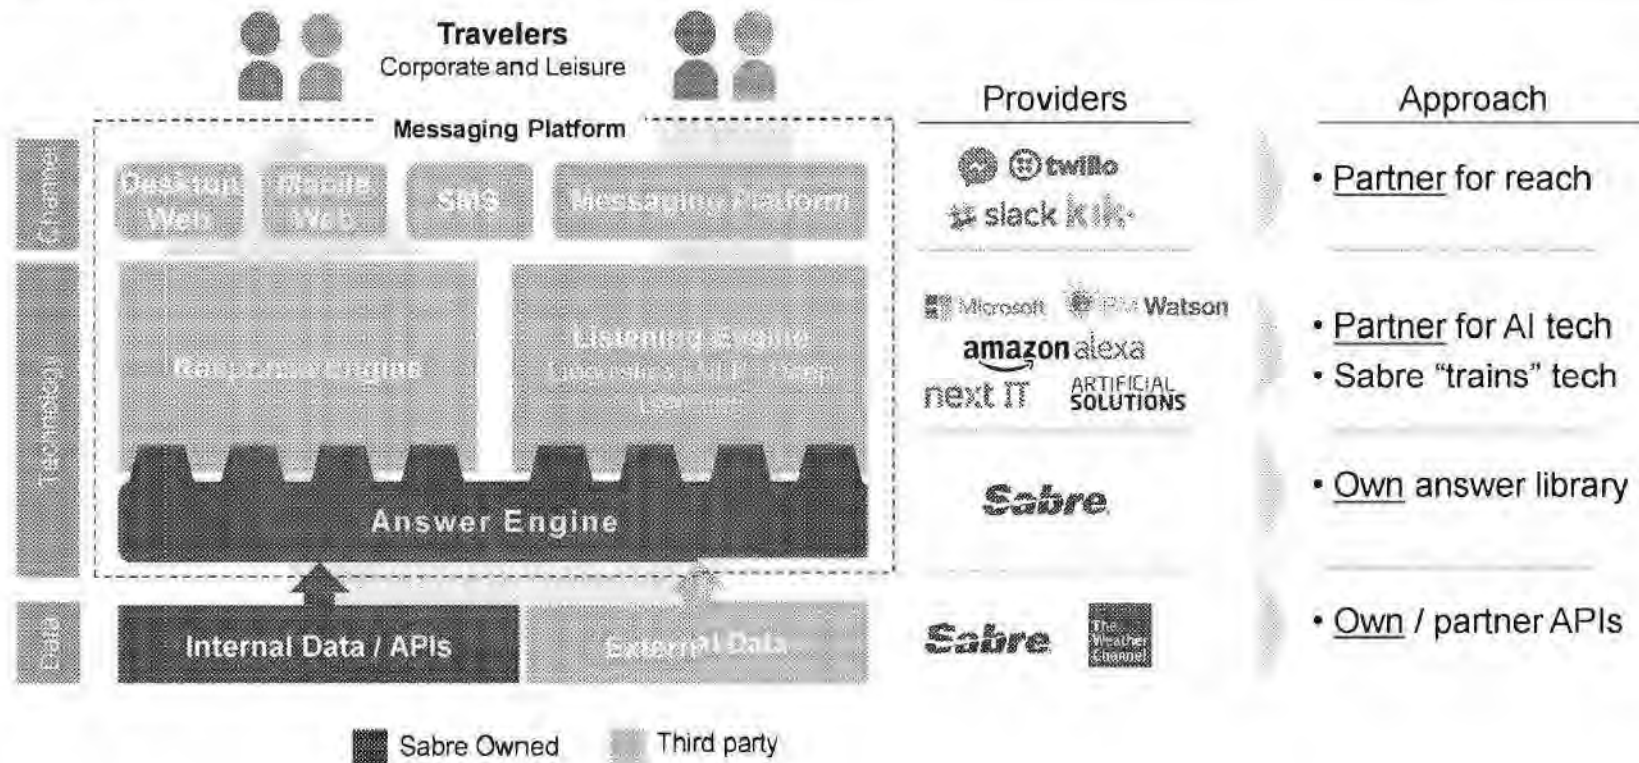 Travelers
Corporate and Leisure
Providers
Approach
Messaging Platform
Channel
Desktop
Web
Mobile
Web
SMS
Messaging Platform
twilio
slack kik
• Partner for reach
Technology
Response Engine
Listening Engine
Linguistics
Microsoft
IBM Watson
amazon alexa
next IT
ARTIFICIAL
SOLUTIONS
• Partner for AI tech
• Sabre “trains” tech
Answer Engine
Sabre
• Own answer library
Data
Internal Data / APIs
External Data
Sabre
The
Weather
Channel
• Own / partner APIs
Sabre Owned
Third party